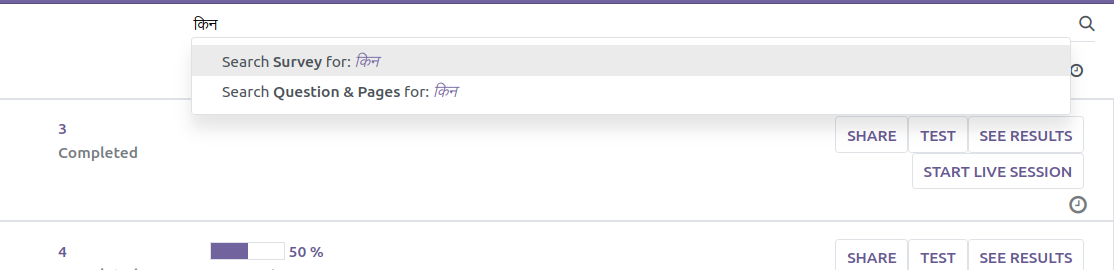 किन
Search Survey for: किन
Search Question & Pages for: किन
3
Completed
SHARE TEST SEE RESULTS
START LIVE SESSION
4
50 %
SHARE TEST SEE RESULTS